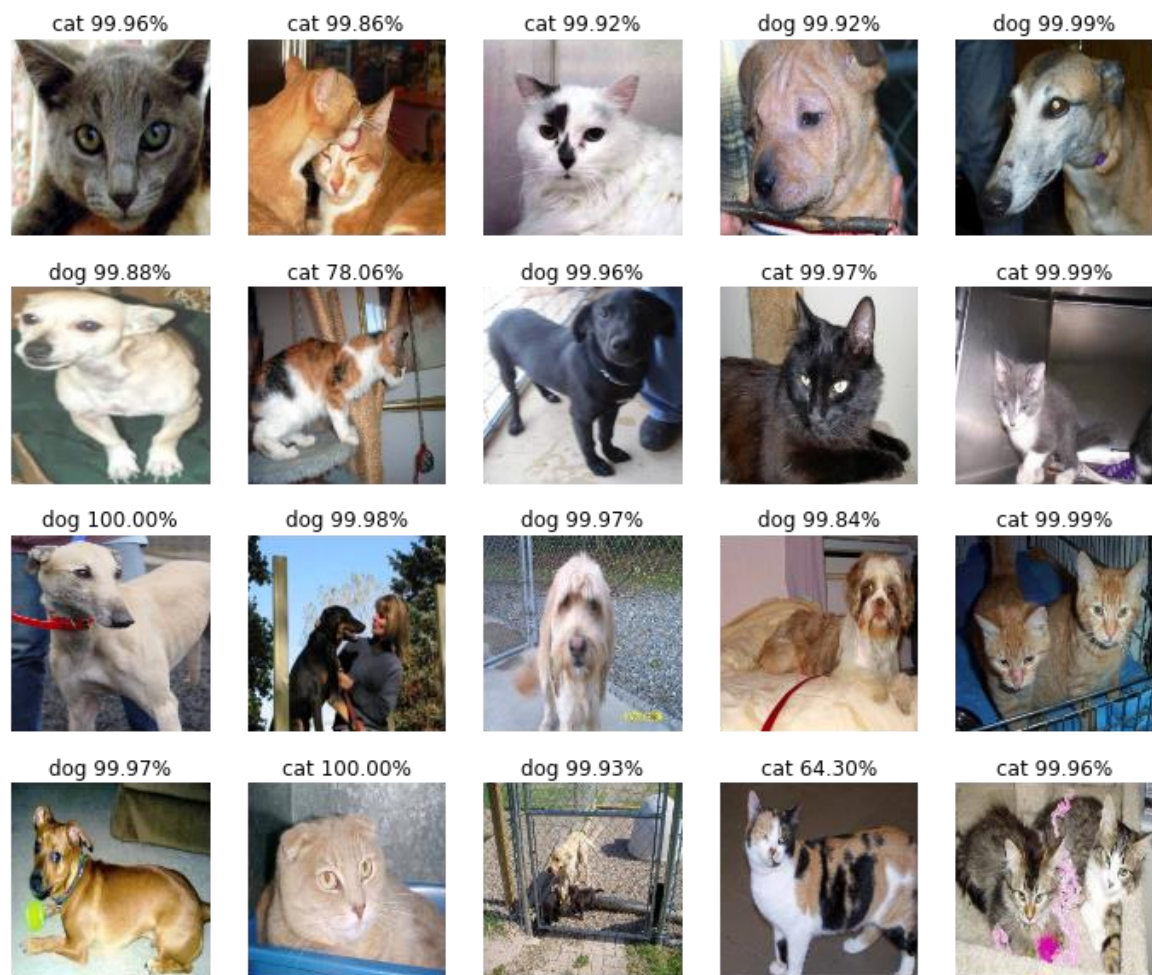 cat 99.96% cat 99.86% cat 99.92% dog 99.92% dog 99.99%
dog 99.88% cat 78.06% dog 99.96% cat 99.97% cat 99.99%
dog 100.00% dog 99.98% dog 99.97% dog 99.84% cat 99.99%
dog 99.97% cat 100.00% dog 99.93% cat 64.30% cat 99.96%